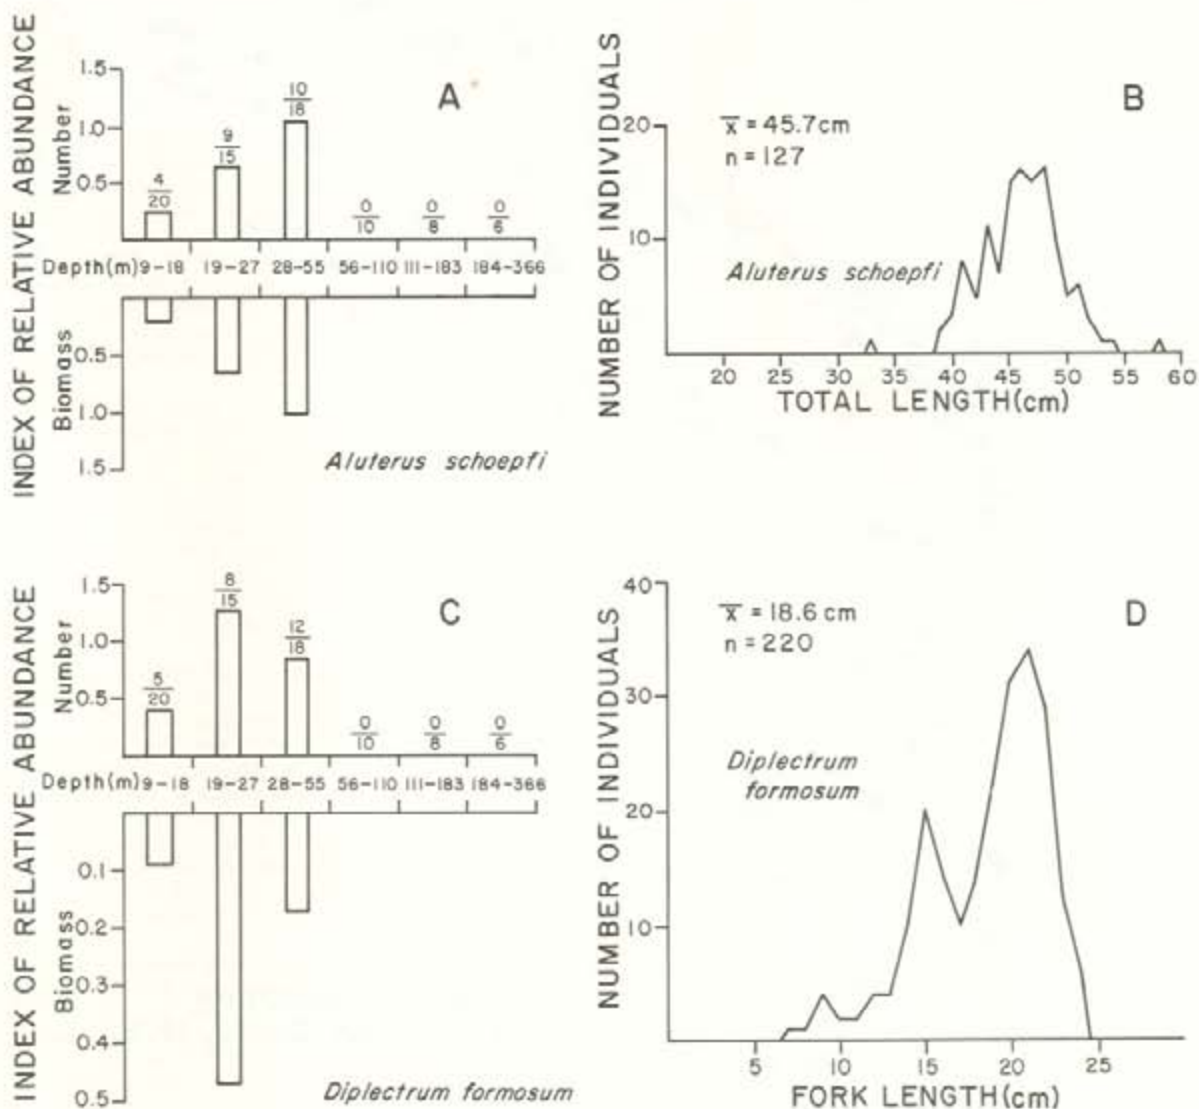 INDEX OF RELATIVE ABUNDANCE
Number
1.5
1.0
0.5
A
4
20
9
15
10
18
0
10
0
8
0
6
Depth(m) 9-18 19-27 28-55 56-110 111-183 184-366
Biomass
0.5
1.0
1.5
Aluterus schoepfi
NUMBER OF INDIVIDUALS
20
10
x = 45.7cm
n = 127
B
Aluterus schoepfi
20 25 30 35 40 45 50 55 60
TOTAL LENGTH(cm)
INDEX OF RELATIVE ABUNDANCE
Number
1.5
1.0
0.5
C
5
20
8
15
12
18
0
10
0
8
0
6
Depth(m) 9-18 19-27 28-55 56-110 111-183 184-366
Biomass
0.1
0.2
0.3
0.4
0.5
Diplectrum formosum
NUMBER OF INDIVIDUALS
40
30
20
10
x = 18.6 cm
n = 220
D
Diplectrum
formosum
5 10 15 20 25
FORK LENGTH(cm)